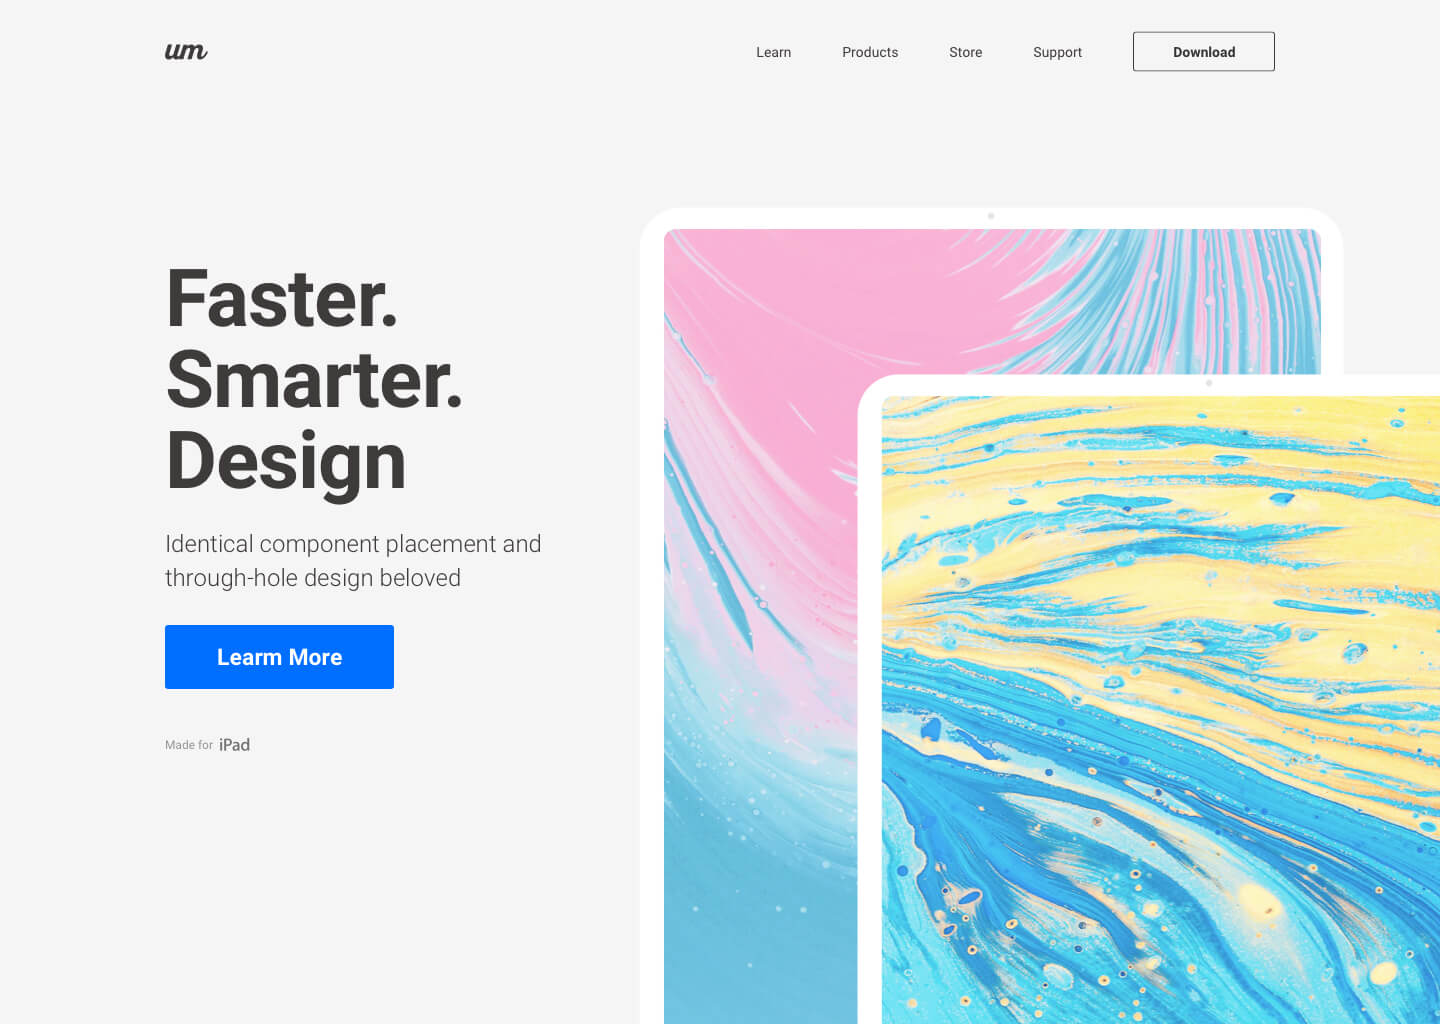 um
Learn
Products
Store
Support
Download
Faster.
Smarter.
Design
Identical component placement and
through-hole design beloved
Learm More
Made for iPad